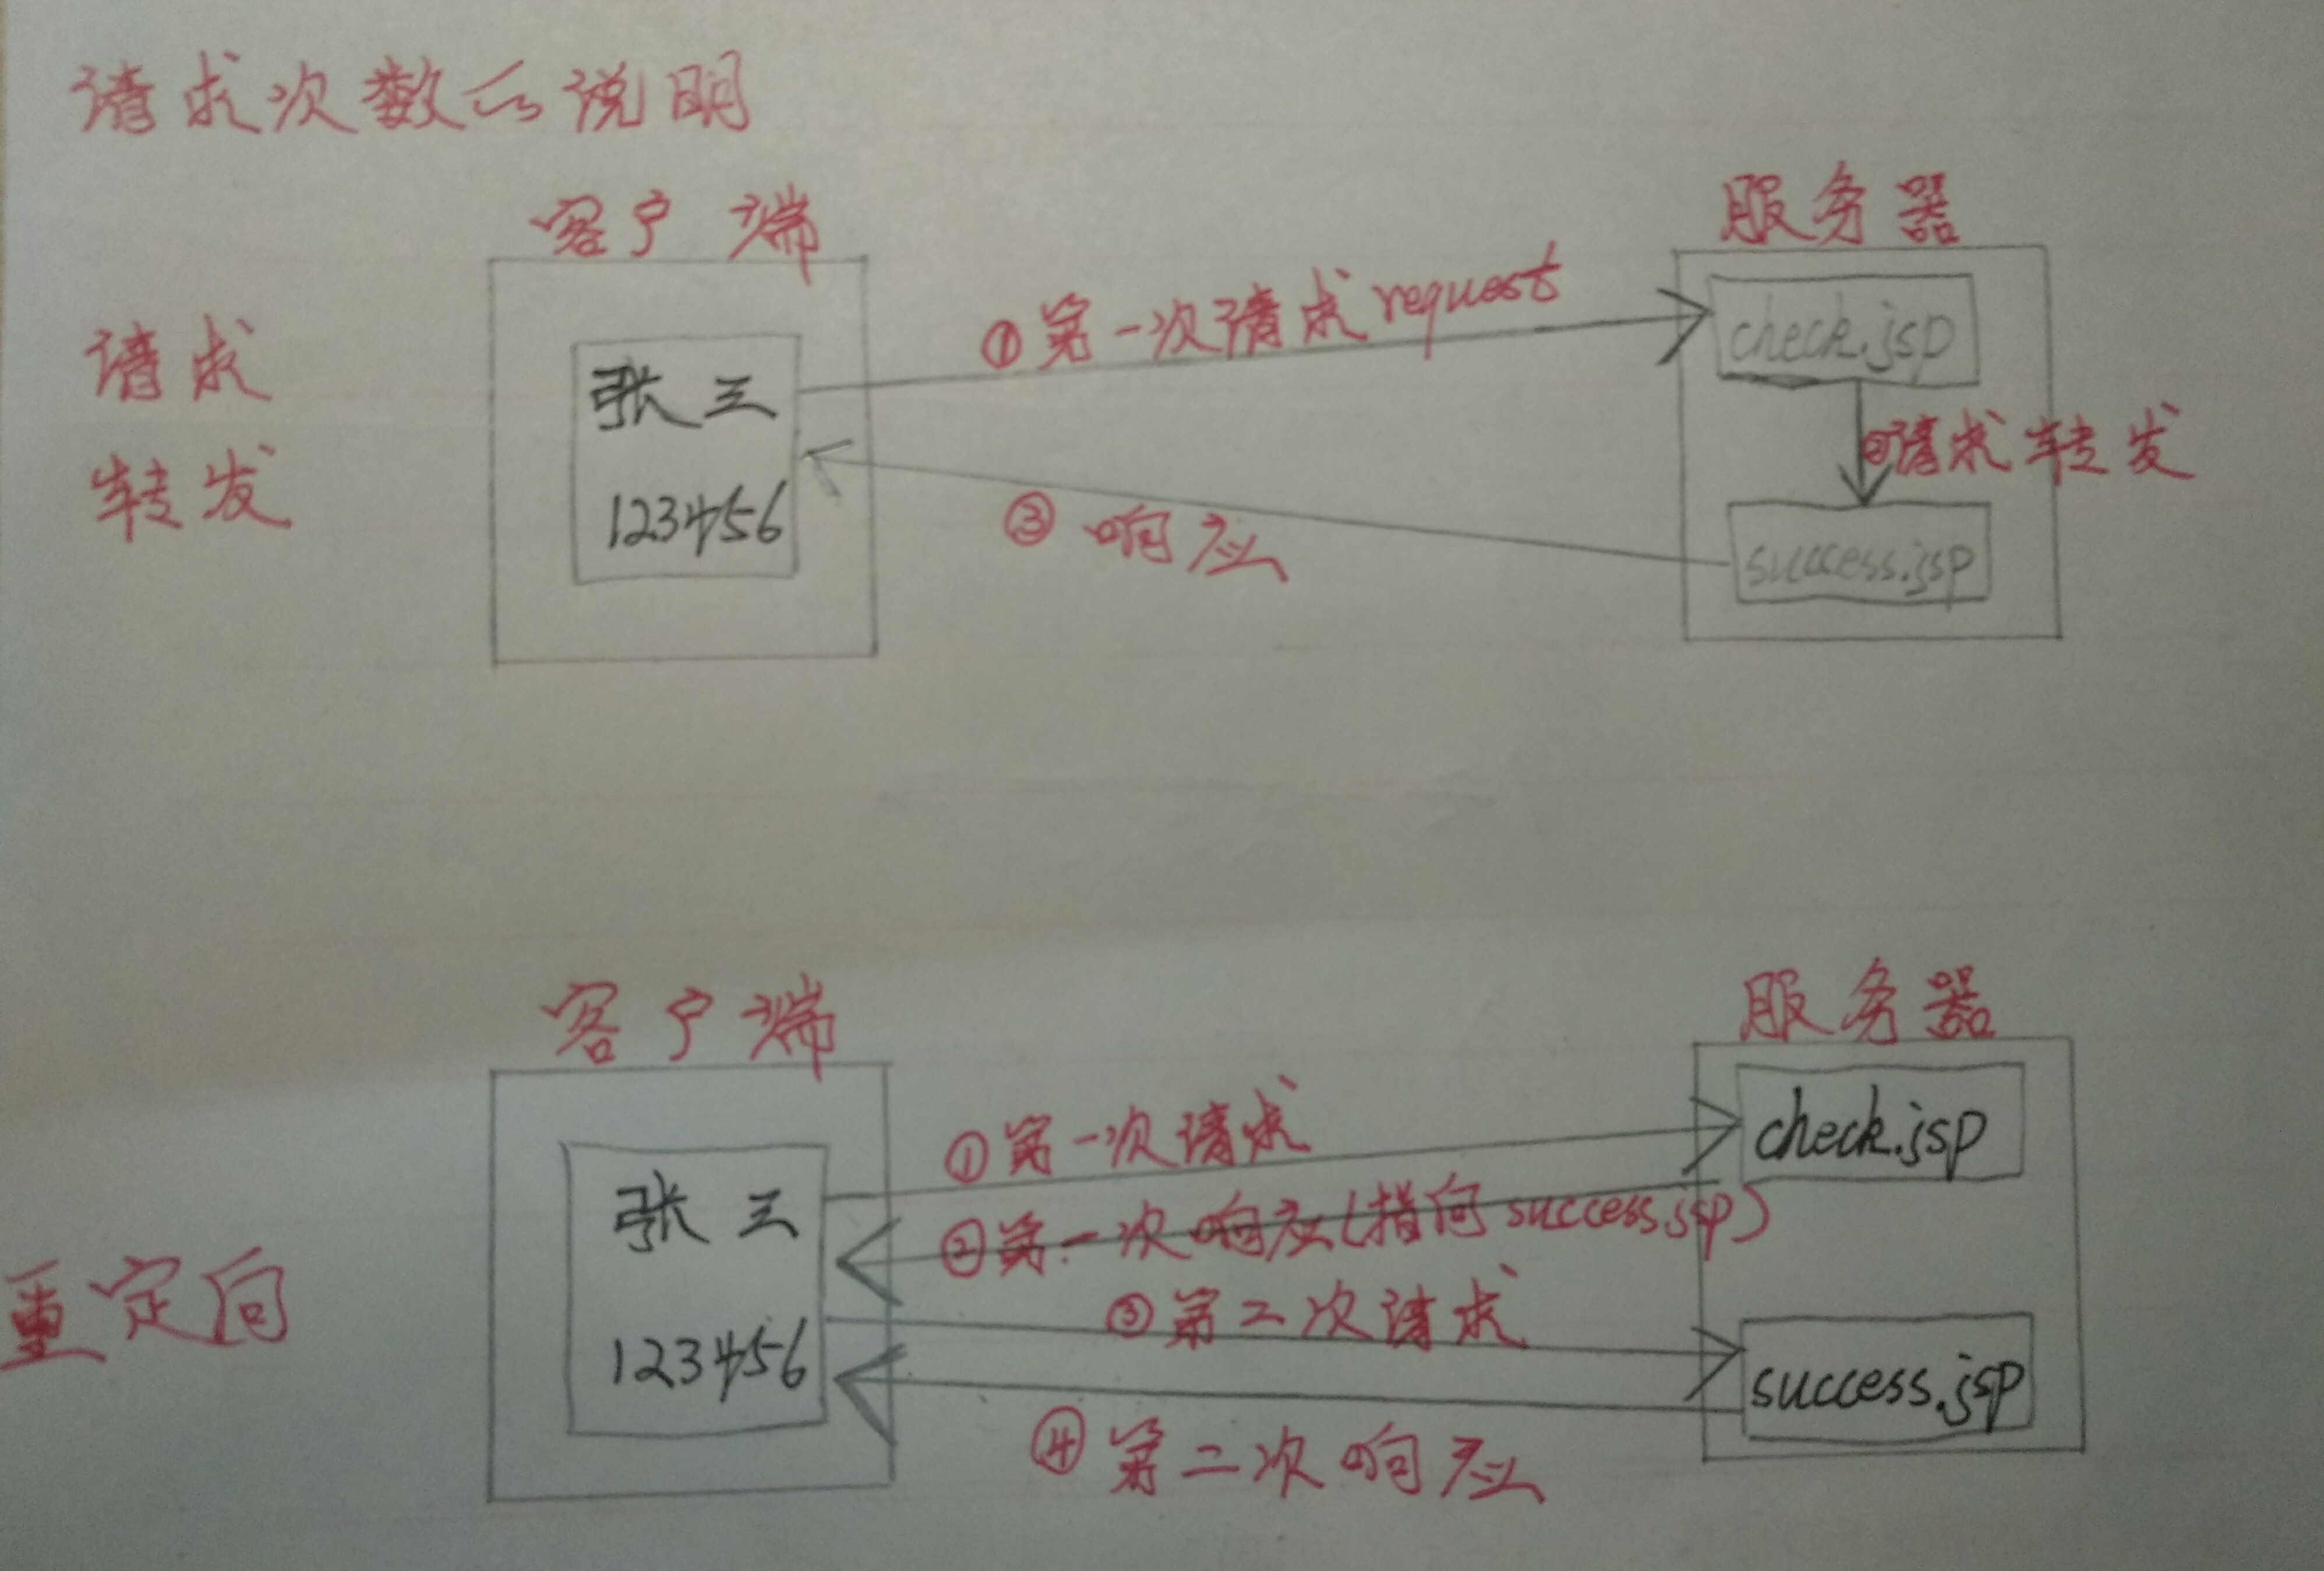 请求次数的说明
客户端
服务器
请求
转发
张三
123456
①第一次请求request
check.jsp
②请求转发
③响应
success.jsp
客户端
服务器
重定向
张三
123456
①第一次请求
check.jsp
②第一次响应(指向success.jsp)
③第二次请求
success.jsp
④第二次响应